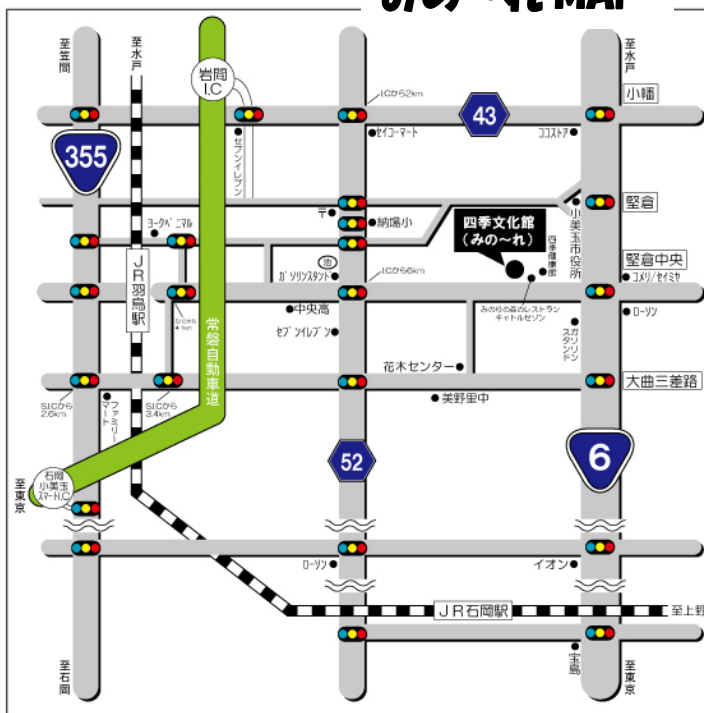 みの〜れ MAP
至笠間
至水戸
岩間
I.C
至水戸
I.Cから2km
43
小幡
セブンイレブン
セイコーマート
ココストア
355
〒
納場小
堅倉
ヨークベニマル
四季文化館
(みの〜れ)
小美玉市役所
四季健康館
堅倉中央
コメリ/セイミヤ
JR羽鳥駅
ガソリンスタンド
I.Cから6km
みのりの森のレストラン
キャトルセゾン
中央高
ローソン
S.I.Cから
4.1km
常磐自動車道
セブンイレブン
ガソリン
スタンド
花木センター
大曲三差路
S.I.Cから
2.6km
ファミリー
マート
S.I.Cから
3.4km
美野里中
52
6
至東京
石岡
小美玉
スマートI.C
ローソン
イオン
JR石岡駅
至上野
至石岡
宝島
至東京